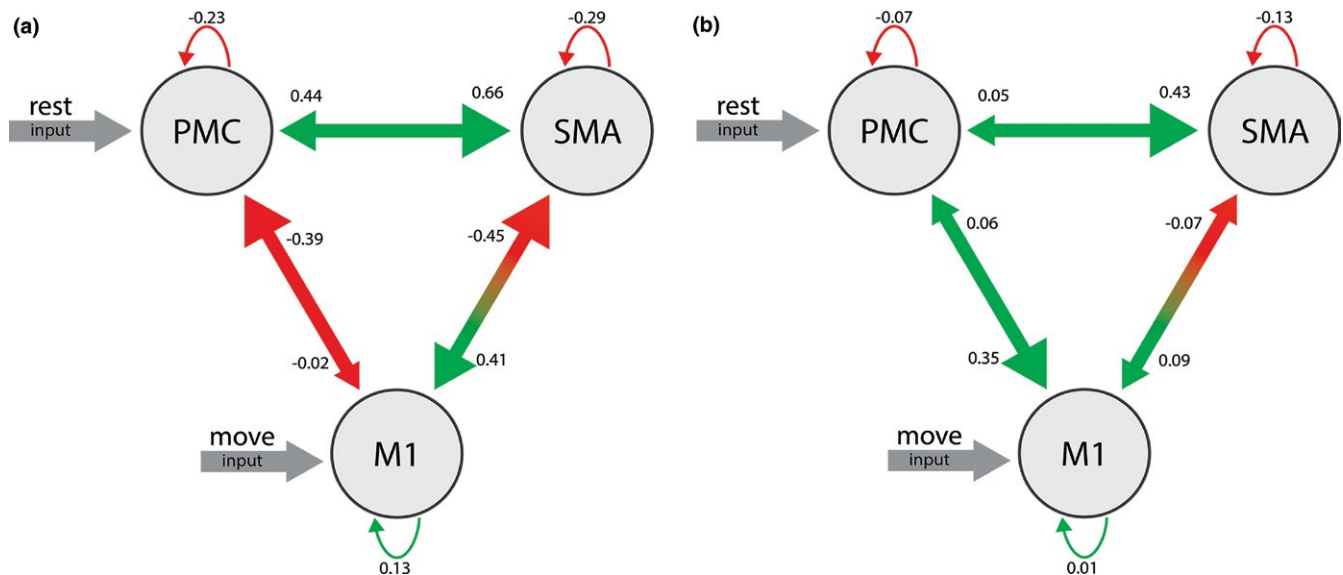 (a)
-0.23
-0.29
rest
input
PMC
0.44
0.66
SMA
-0.39
-0.45
-0.02
0.41
move
input
M1
0.13
(b)
-0.07
-0.13
rest
input
PMC
0.05
0.43
SMA
0.06
-0.07
0.35
0.09
move
input
M1
0.01